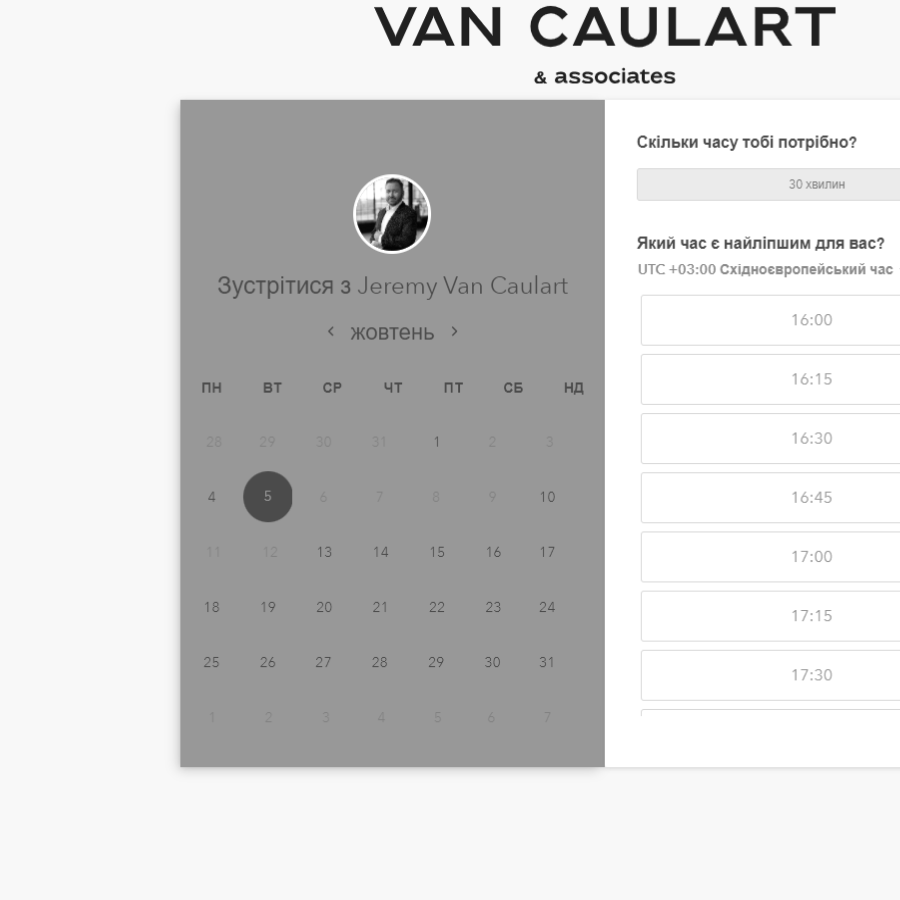 VAN CAULART
& associates
Зустрітися з Jeremy Van Caulart
жовтень
ПН ВТ СР ЧТ ПТ СБ НД
28 29 30 31 1 2 3
4 5 6 7 8 9 10
11 12 13 14 15 16 17
18 19 20 21 22 23 24
25 26 27 28 29 30 31
1 2 3 4 5 6 7
Скільки часу тобі потрібно?
30 хвилин
Який час є найліпшим для вас?
UTC +03:00 Східноєвропейський час
16:00
16:15
16:30
16:45
17:00
17:15
17:30